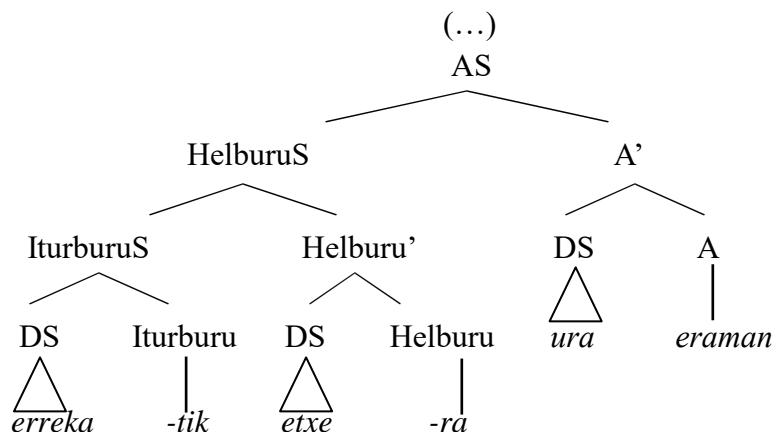 (…)
AS
HelburuS A’
IturburuS Helburu’ DS A
DS Iturburu DS Helburu ura eraman
erreka -tik etxe -ra